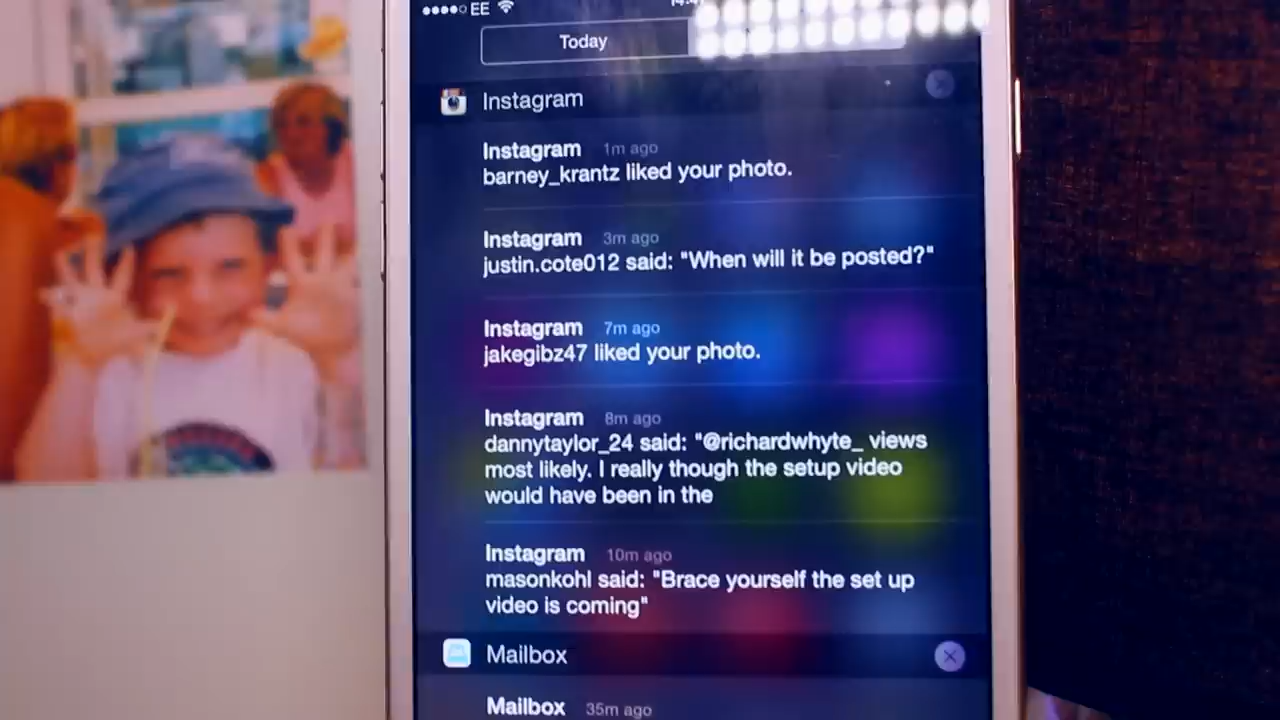 EE
Today
Instagram
Instagram 1m ago
barney_krantz liked your photo.
Instagram 3m ago
justin.cote012 said: "When will it be posted?"
Instagram 7m ago
jakegibz47 liked your photo.
Instagram 8m ago
dannytaylor_24 said: "@richardwhyte_ views
most likely. I really though the setup video
would have been in the
Instagram 10m ago
masonkohl said: "Brace yourself the set up
video is coming"
Mailbox
Mailbox 35m ago